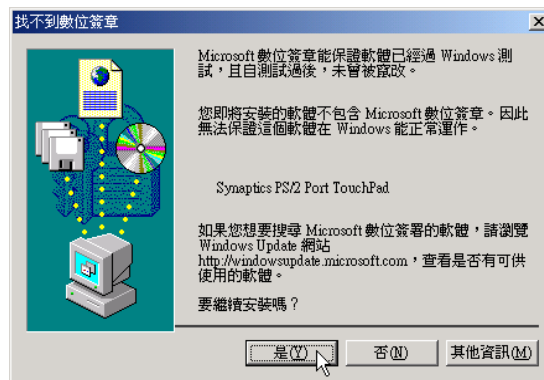 找不到數位簽章
Microsoft 數位簽章能保證軟體已經過 Windows 測
試，且自測試過後，未曾被竄改。
您即將安裝的軟體不包含 Microsoft 數位簽章。因此
無法保證這個軟體在 Windows 能正常運作。
Synaptics PS/2 Port TouchPad
如果您想要搜尋 Microsoft 數位簽署的軟體，請瀏覽
Windows Update 網站
http://windowsupdate.microsoft.com，查看是否有可供
使用的軟體。
要繼續安裝嗎？
是(Y) 否(N) 其他資訊(M)